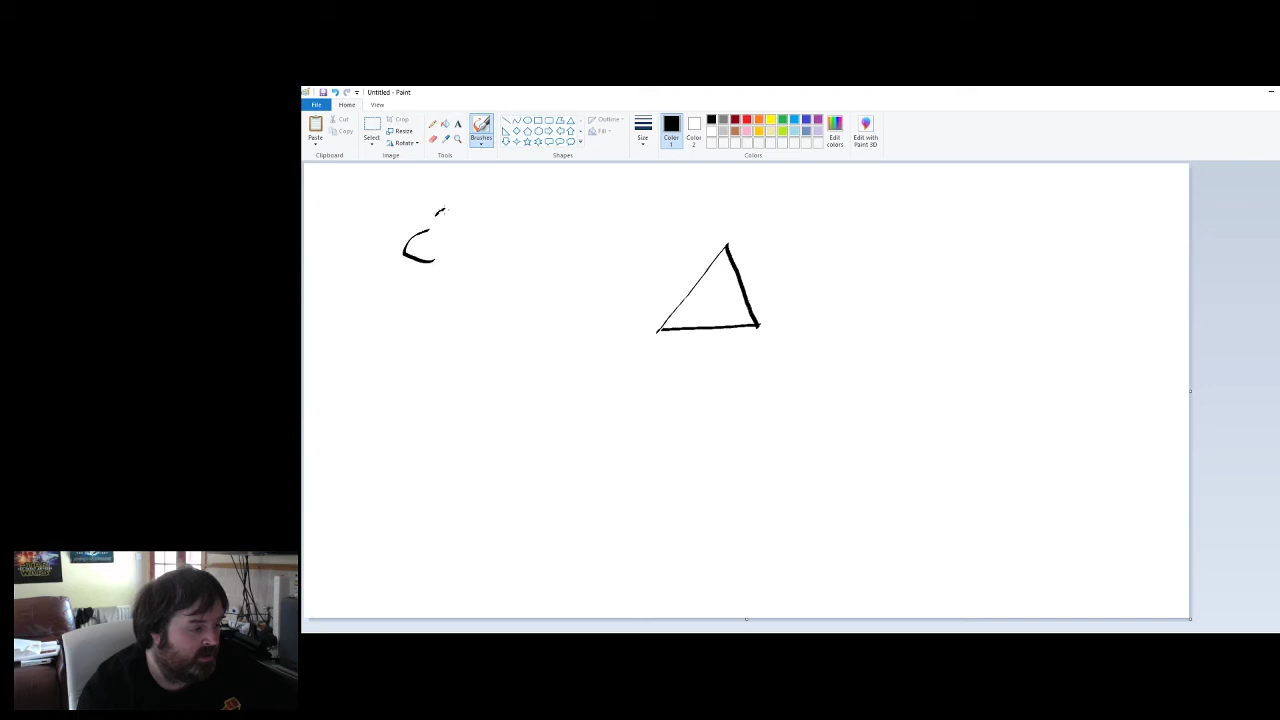 Untitled - Paint
File Home View
Cut
Copy
Paste
Clipboard
Crop
Resize
Rotate
Select
Image
Tools
Brushes
Outline
Fill
Shapes
Size
Color 1
Color 2
Edit colors
Edit with Paint 3D
Colors